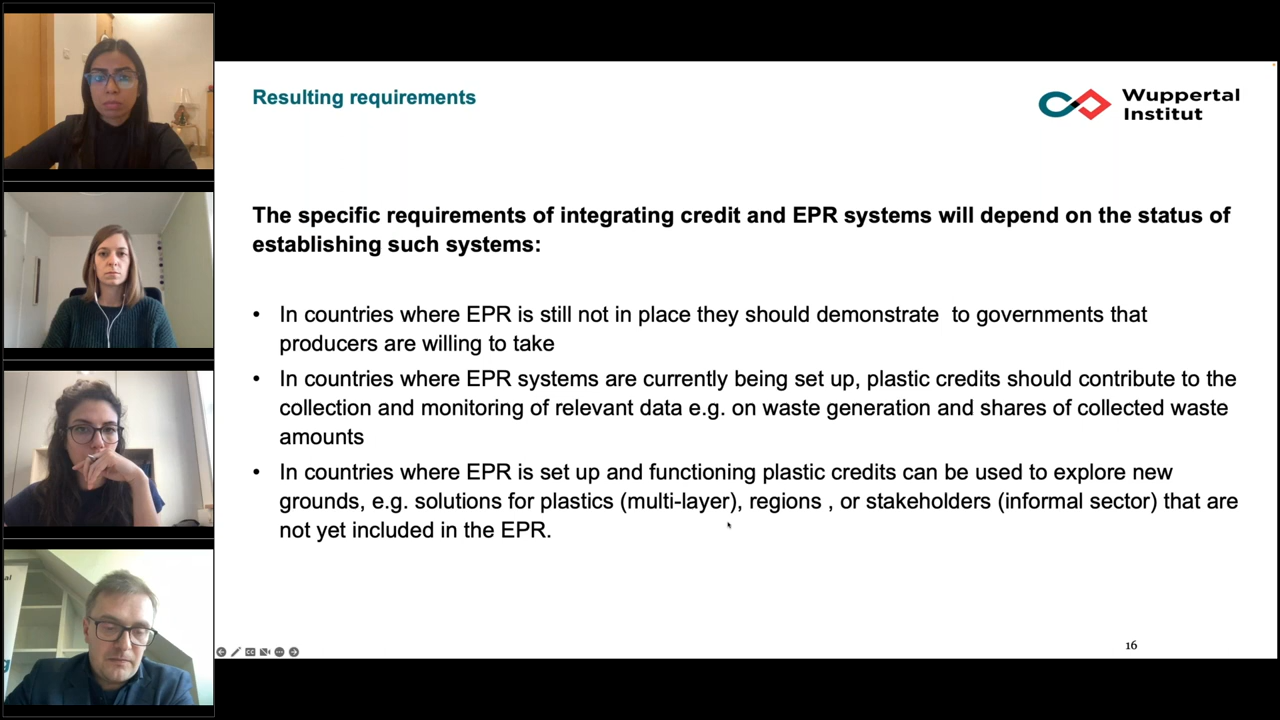 Resulting requirements
Wuppertal
Institut
The specific requirements of integrating credit and EPR systems will depend on the status of
establishing such systems:
• In countries where EPR is still not in place they should demonstrate  to governments that
producers are willing to take
• In countries where EPR systems are currently being set up, plastic credits should contribute to the
collection and monitoring of relevant data e.g. on waste generation and shares of collected waste
amounts
• In countries where EPR is set up and functioning plastic credits can be used to explore new
grounds, e.g. solutions for plastics (multi-layer), regions , or stakeholders (informal sector) that are
not yet included in the EPR.
16